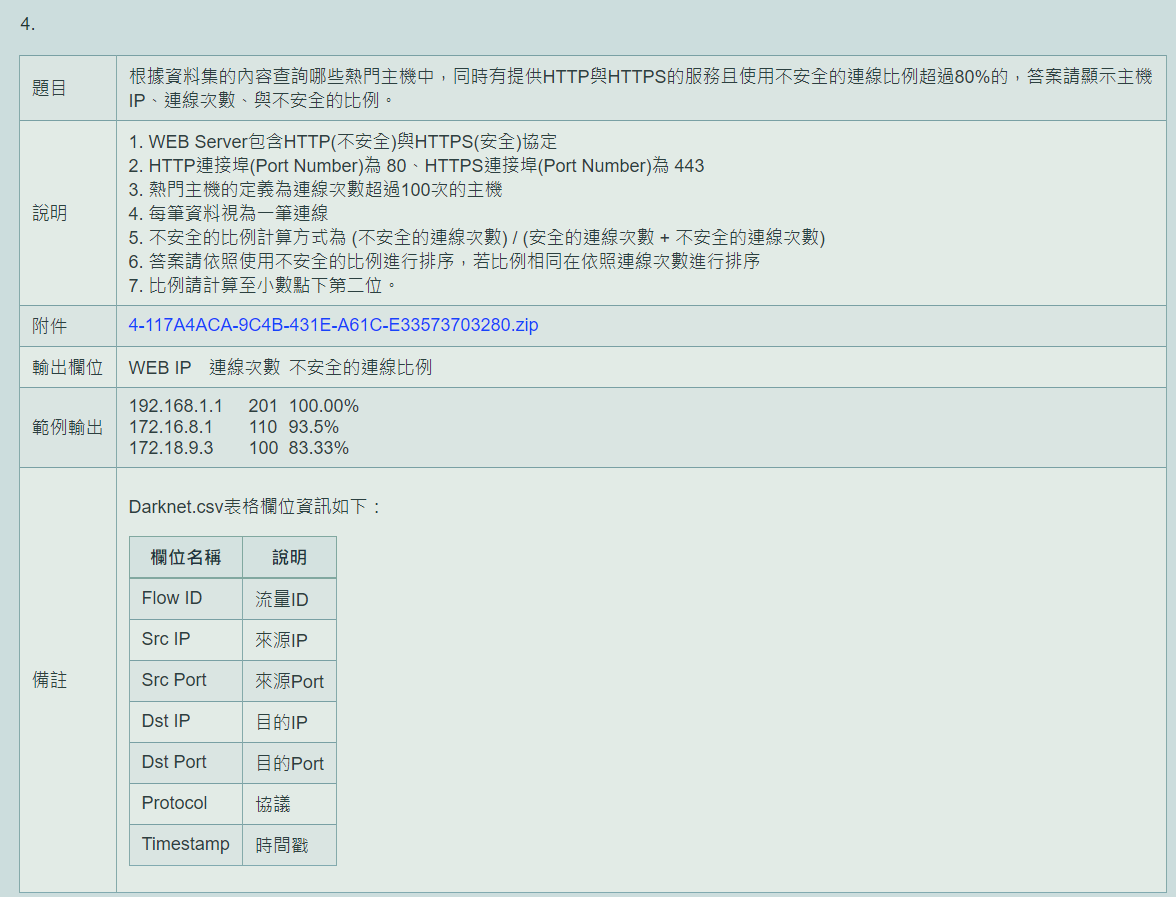 4.
題目
根據資料集的內容查詢哪些熱門主機中，同時有提供HTTP與HTTPS的服務且使用不安全的連線比例超過80%的，答案請顯示主機
IP、連線次數、與不安全的比例。
說明
1. WEB Server包含HTTP(不安全)與HTTPS(安全)協定
2. HTTP連接埠(Port Number)為 80、HTTPS連接埠(Port Number)為 443
3. 熱門主機的定義為連線次數超過100次的主機
4. 每筆資料視為一筆連線
5. 不安全的比例計算方式為 (不安全的連線次數) / (安全的連線次數 + 不安全的連線次數)
6. 答案請依照使用不安全的比例進行排序，若比例相同在依照連線次數進行排序
7. 比例請計算至小數點下第二位。
附件
4-117A4ACA-9C4B-431E-A61C-E33573703280.zip
輸出欄位
WEB IP 連線次數 不安全的連線比例
範例輸出
192.168.1.1 201 100.00%
172.16.8.1 110 93.5%
172.18.9.3 100 83.33%
備註
Darknet.csv表格欄位資訊如下：
欄位名稱 說明
Flow ID 流量ID
Src IP 來源IP
Src Port 來源Port
Dst IP 目的IP
Dst Port 目的Port
Protocol 協議
Timestamp 時間戳